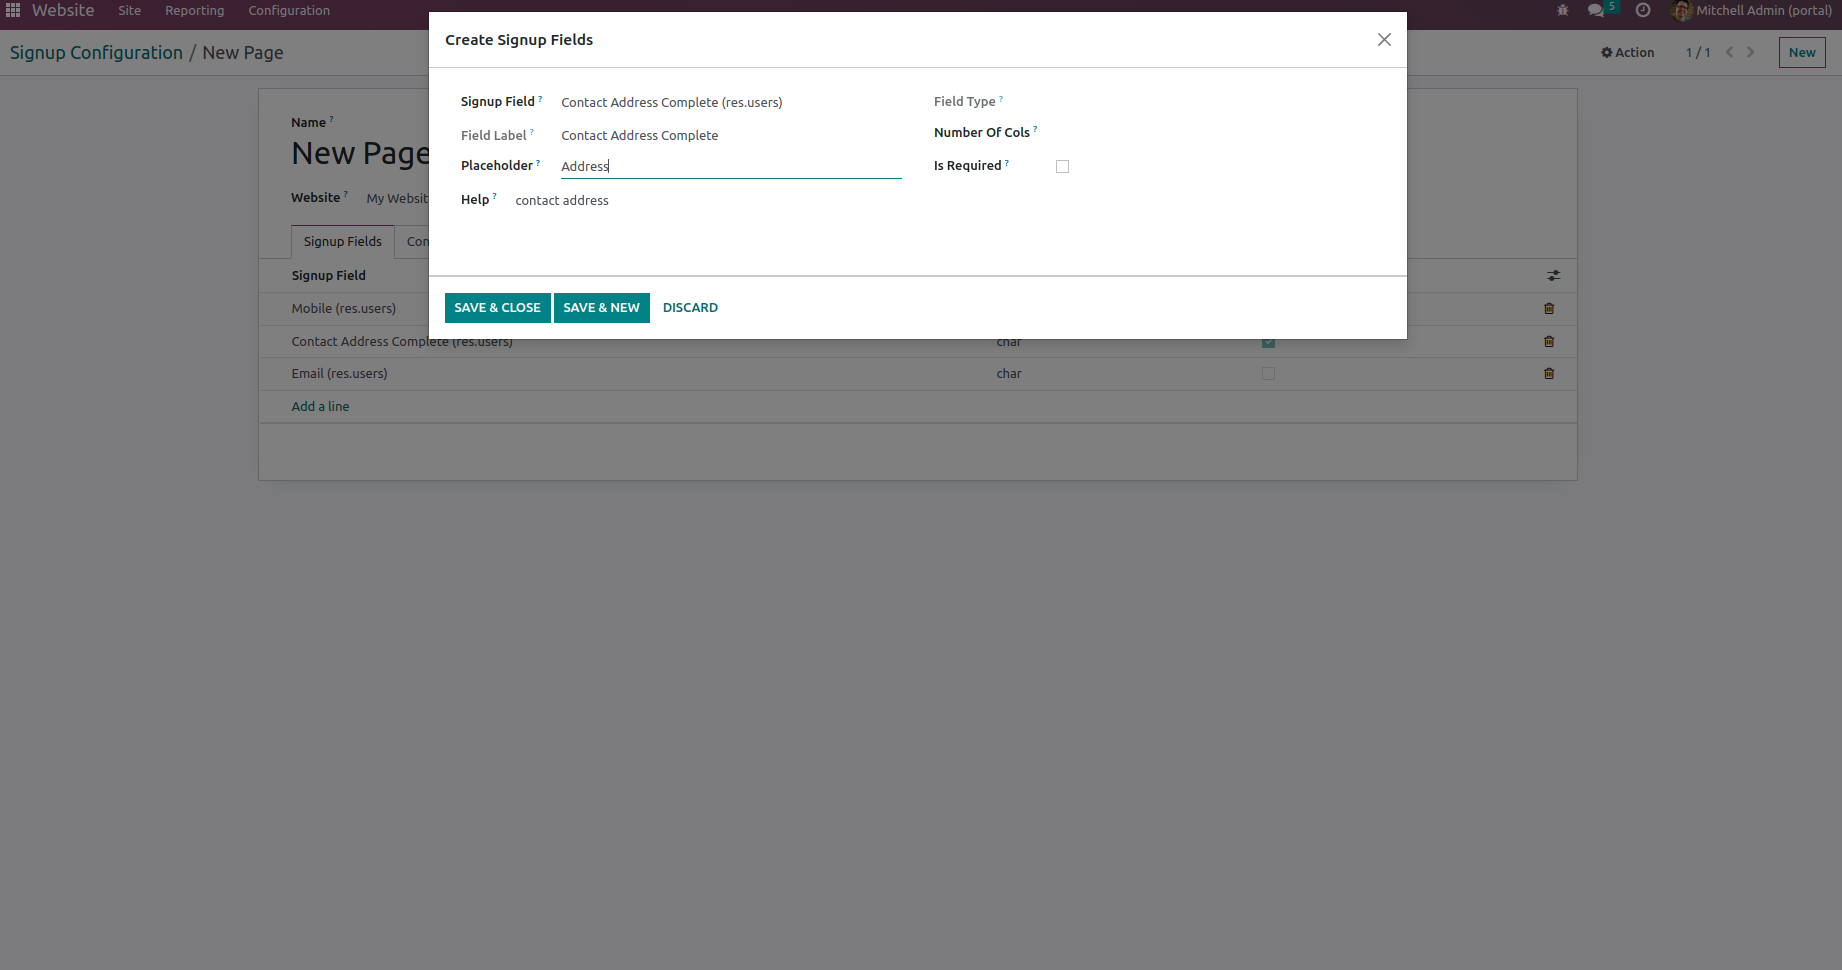 Website Site Reporting Configuration 5 Mitchell Admin (portal)
Signup Configuration / New Page Action 1 / 1 New
Create Signup Fields
Signup Field ? Contact Address Complete (res.users) Field Type ?
Field Label ? Contact Address Complete Number Of Cols ?
Placeholder ? Address Is Required ?
Help ? contact address
SAVE & CLOSE SAVE & NEW DISCARD
Name ?
New Page
Website ? My Websit
Signup Fields Con
Signup Field
Mobile (res.users)
Contact Address Complete (res.users) char
Email (res.users) char
Add a line